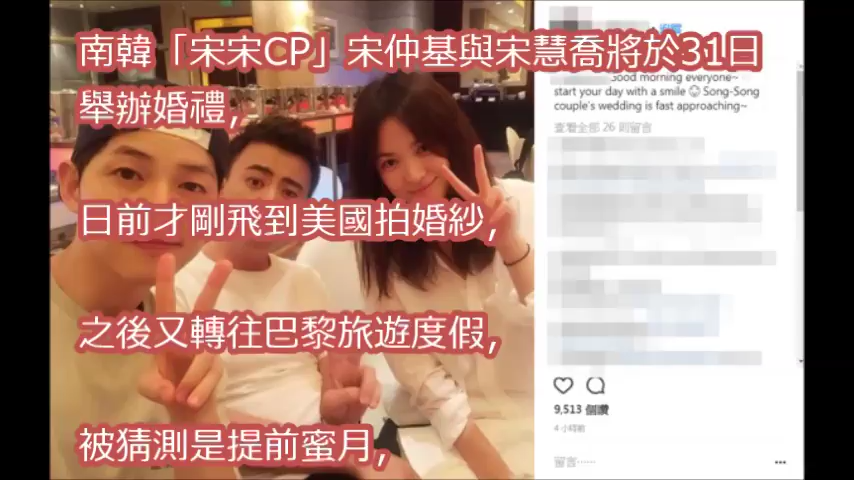 南韓「宋宋CP」宋仲基與宋慧喬將於31日
舉辦婚禮，
日前才剛飛到美國拍婚紗，
之後又轉往巴黎旅遊度假，
被猜測是提前蜜月，
Good morning everyone~
start your day with a smile Song-Song
couple's wedding is fast approaching~
查看全部 26 則留言
9,513 個讚
4 小時前
留言⋯⋯